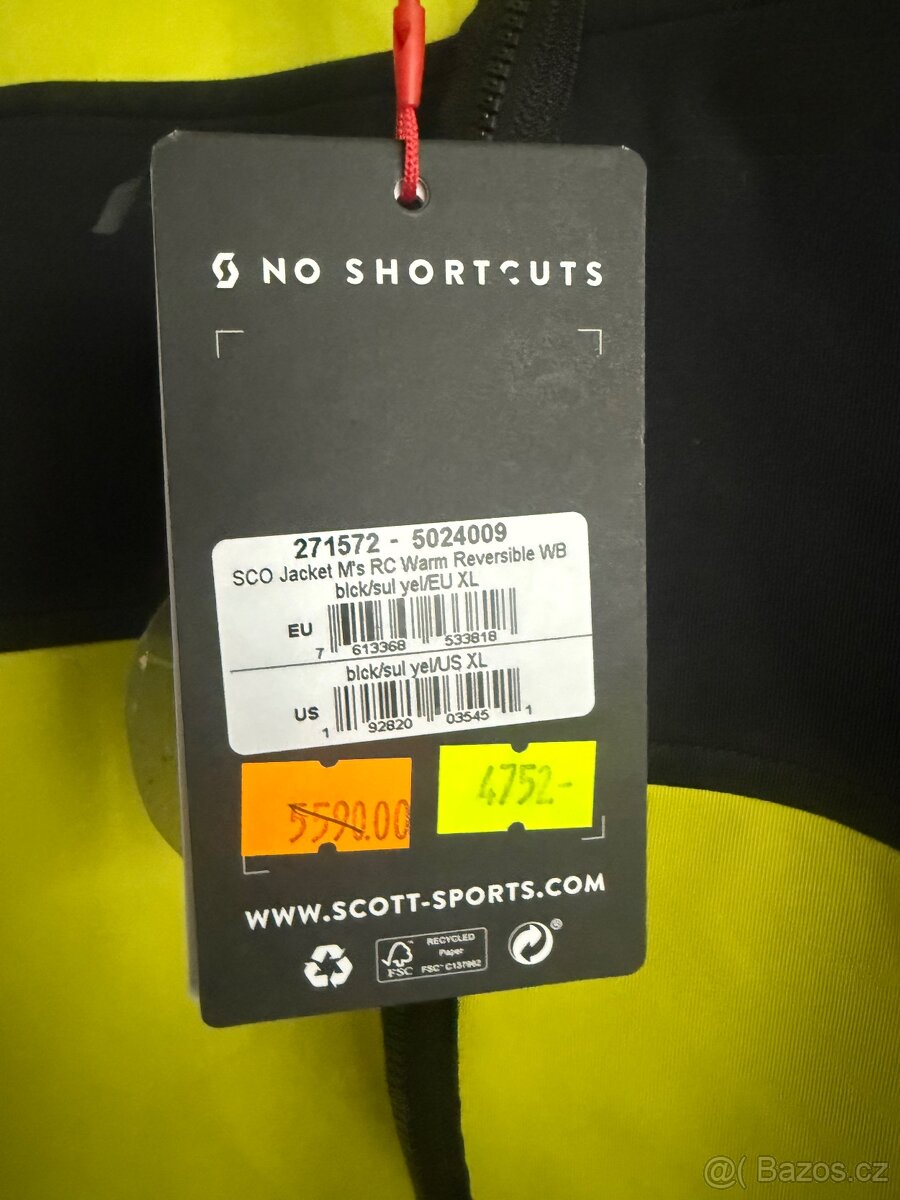 NO SHORTCUTS
271572 - 5024009
SCO Jacket M's RC Warm Reversible WB
blck/sul yel/EU XL
EU
7 613368 533818
blck/sul yel/US XL
US
1 92820 03545 1
5590.00
4752-
WWW.SCOTT-SPORTS.COM
FSC
RECYCLED
Paper
FSC™ C137982
®
@( Bazos.cz